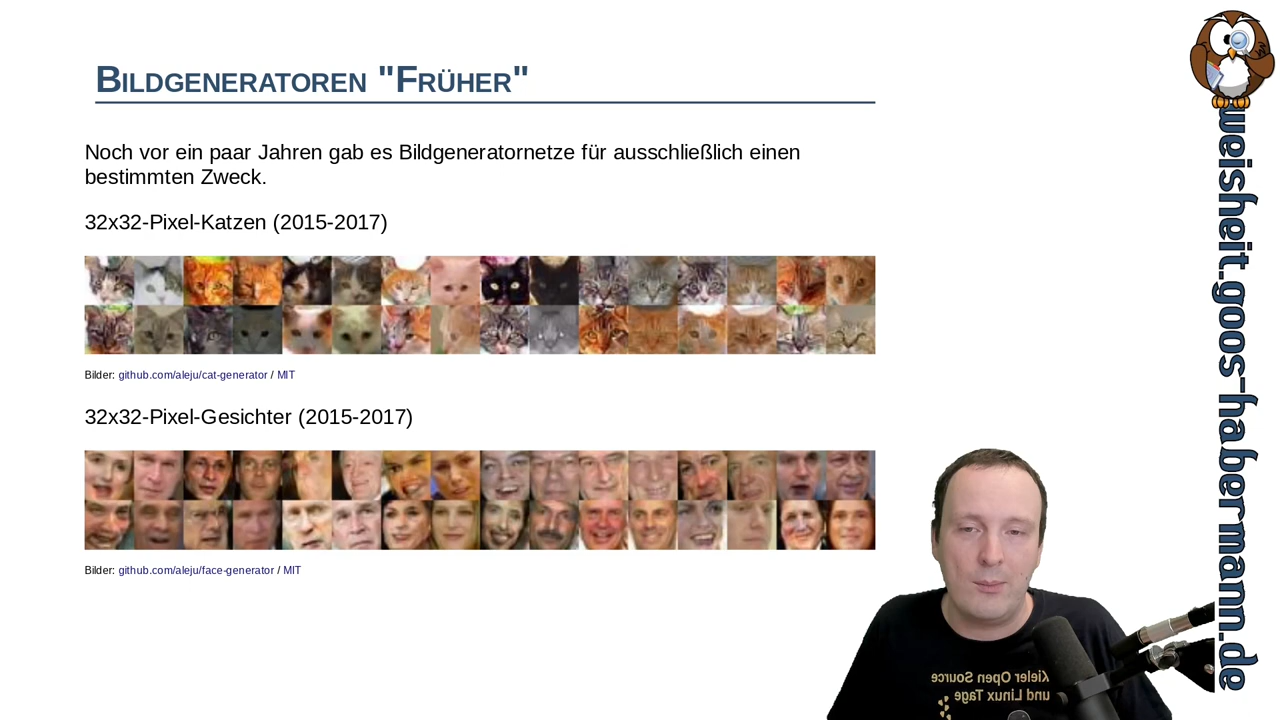 Bildgeneratoren "Früher"
Noch vor ein paar Jahren gab es Bildgeneratornetze für ausschließlich einen
bestimmten Zweck.
32x32-Pixel-Katzen (2015-2017)
Bilder: github.com/aleju/cat-generator / MIT
32x32-Pixel-Gesichter (2015-2017)
Bilder: github.com/aleju/face-generator / MIT
Kieler Open Source
und Linux Tage
weisheit.goos-habermann.de